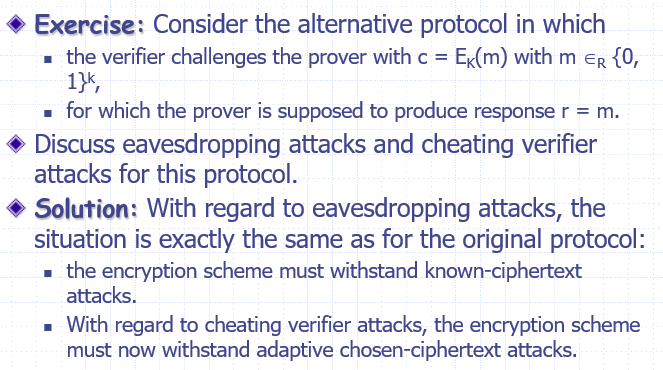 Exercise: Consider the alternative protocol in which
the verifier challenges the prover with c = E_K(m) with m ∈_R {0,
1}^k,
for which the prover is supposed to produce response r = m.
Discuss eavesdropping attacks and cheating verifier
attacks for this protocol.
Solution: With regard to eavesdropping attacks, the
situation is exactly the same as for the original protocol:
the encryption scheme must withstand known-ciphertext
attacks.
With regard to cheating verifier attacks, the encryption scheme
must now withstand adaptive chosen-ciphertext attacks.